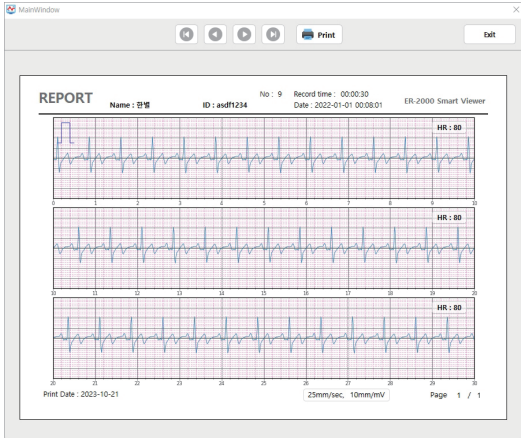 MainWindow
Print
Exit
REPORT
Name : 한별
ID : asdf1234
No : 9 Record time : 00:00:30
Date : 2022-01-01 00:08:01
ER-2000 Smart Viewer
HR : 80
0 1 2 3 4 5 6 7 8 9 10
HR : 80
10 11 12 13 14 15 16 17 18 19 20
HR : 80
20 21 22 23 24 25 26 27 28 29 30
Print Date : 2023-10-21
25mm/sec, 10mm/mV
Page 1 / 1